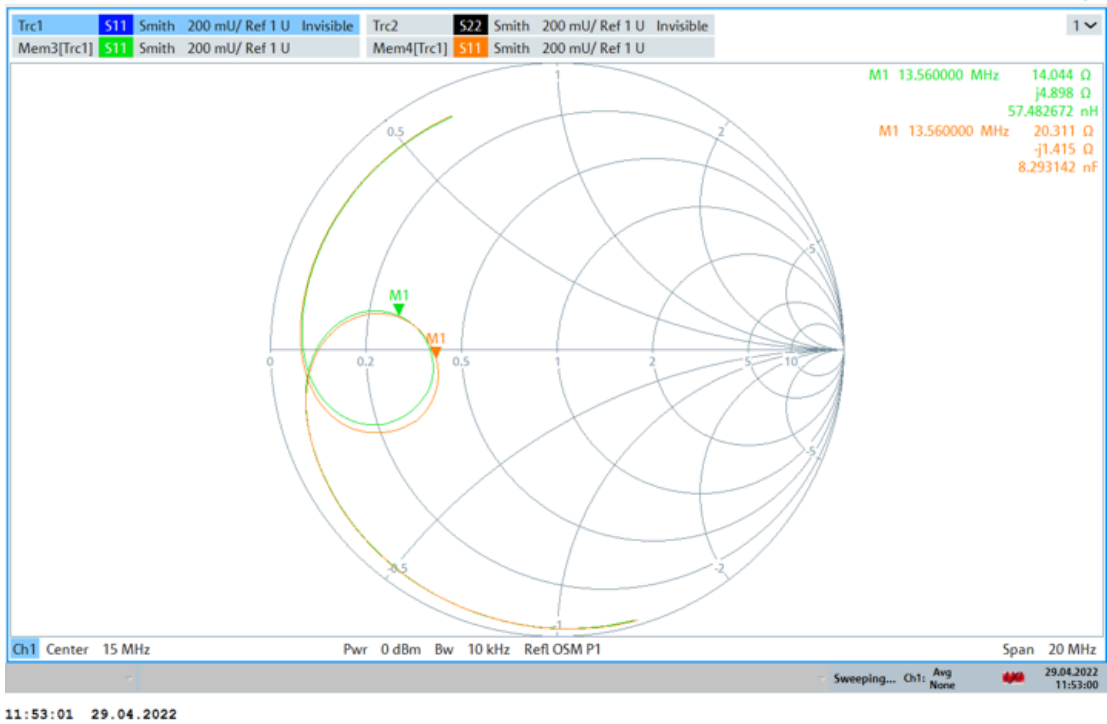 Trc1 S11 Smith 200 mU/ Ref 1 U Invisible Trc2 S22 Smith 200 mU/ Ref 1 U Invisible 1
Mem3[Trc1] S11 Smith 200 mU/ Ref 1 U Mem4[Trc1] S11 Smith 200 mU/ Ref 1 U
M1 13.560000 MHz 14.044 Ω
j4.898 Ω
57.482672 nH
M1 13.560000 MHz 20.311 Ω
-j1.415 Ω
8.293142 nF
1
0.5 2
5
M1
M1
0 0.2 0.5 1 2 5 10
-5
-0.5 -2
-1
Ch1 Center 15 MHz Pwr 0 dBm Bw 10 kHz Refl OSM P1 Span 20 MHz
Sweeping... Ch1: Avg None LXI 29.04.2022
11:53:00
11:53:01 29.04.2022